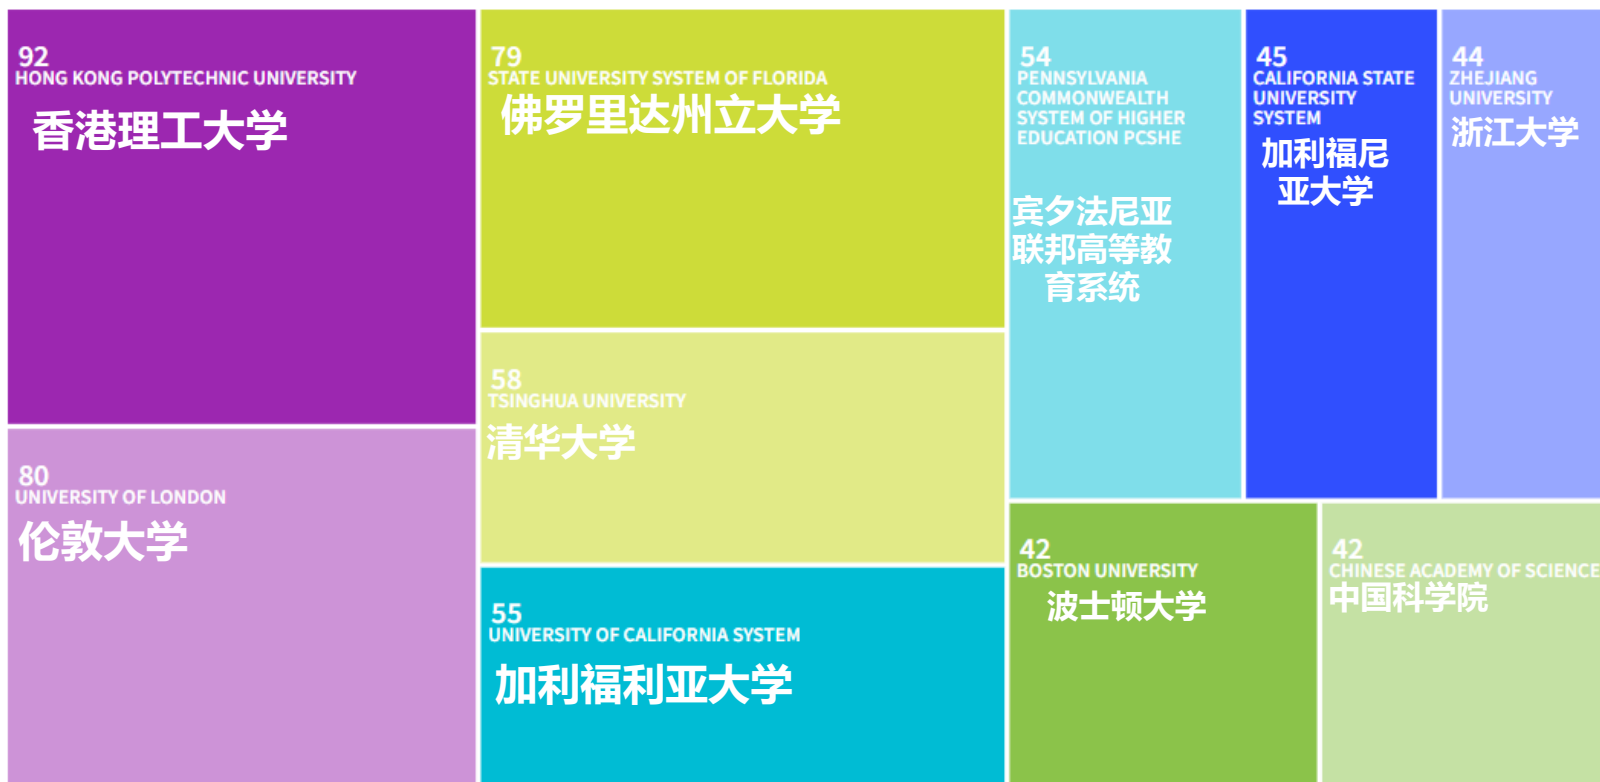 92
HONG KONG POLYTECHNIC UNIVERSITY
香港理工大学
80
UNIVERSITY OF LONDON
伦敦大学
79
STATE UNIVERSITY SYSTEM OF FLORIDA
佛罗里达州立大学
58
TSINGHUA UNIVERSITY
清华大学
55
UNIVERSITY OF CALIFORNIA SYSTEM
加利福利亚大学
54
PENNSYLVANIA
COMMONWEALTH
SYSTEM OF HIGHER
EDUCATION PCSHE
宾夕法尼亚
联邦高等教
育系统
45
CALIFORNIA STATE
UNIVERSITY
SYSTEM
加利福尼
亚大学
44
ZHEJIANG
UNIVERSITY
浙江大学
42
BOSTON UNIVERSITY
波士顿大学
42
CHINESE ACADEMY OF SCIENCE
中国科学院